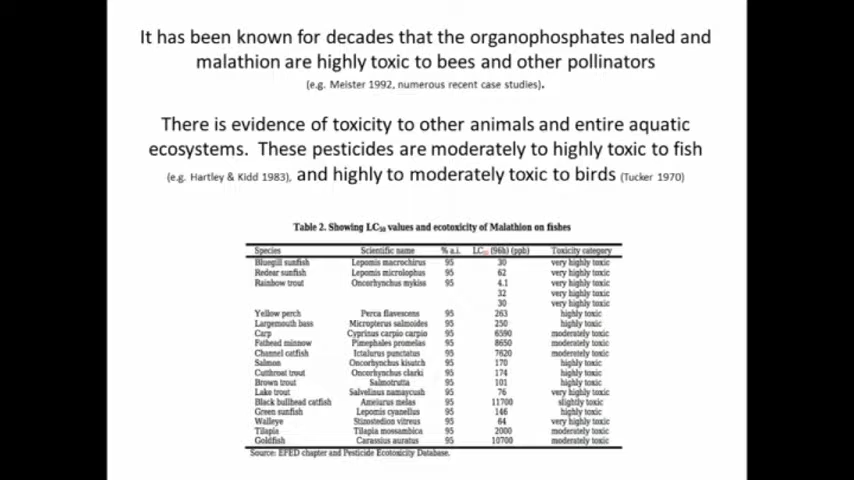 It has been known for decades that the organophosphates naled and
malathion are highly toxic to bees and other pollinators
(e.g. Meister 1992, numerous recent case studies).
There is evidence of toxicity to other animals and entire aquatic
ecosystems. These pesticides are moderately to highly toxic to fish
(e.g. Hartley & Kidd 1983), and highly to moderately toxic to birds (Tucker 1970)
Table 2. Showing LC50 values and ecotoxicity of Malathion on fishes
Species Scientific name % a.i. LC50 (96h) (ppb) Toxicity category
Bluegill sunfish Lepomis macrochirus 95 30 very highly toxic
Redear sunfish Lepomis microlophus 95 62 very highly toxic
Rainbow trout Oncorhynchus mykiss 95 4.1 very highly toxic
32 very highly toxic
30 very highly toxic
Yellow perch Perca flavescens 95 263 highly toxic
Largemouth bass Micropterus salmoides 95 250 highly toxic
Carp Cyprinus carpio carpio 95 6590 moderately toxic
Fathead minnow Pimephales promelas 95 8650 moderately toxic
Channel catfish Ictalurus punctatus 95 7620 moderately toxic
Salmon Oncorhynchus kisutch 95 170 highly toxic
Cutthroat trout Oncorhynchus clarki 95 174 highly toxic
Brown trout Salmotrutta 95 101 highly toxic
Lake trout Salvelinus namaycush 95 76 very highly toxic
Black bullhead catfish Ameiurus melas 95 11700 slightly toxic
Green sunfish Lepomis cyanellus 95 146 highly toxic
Walleye Stizostedion vitreus 95 64 very highly toxic
Tilapia Tilapia mossambica 95 2000 moderately toxic
Goldfish Carassius auratus 95 10700 moderately toxic
Source: EFED chapter and Pesticide Ecotoxicity Database.